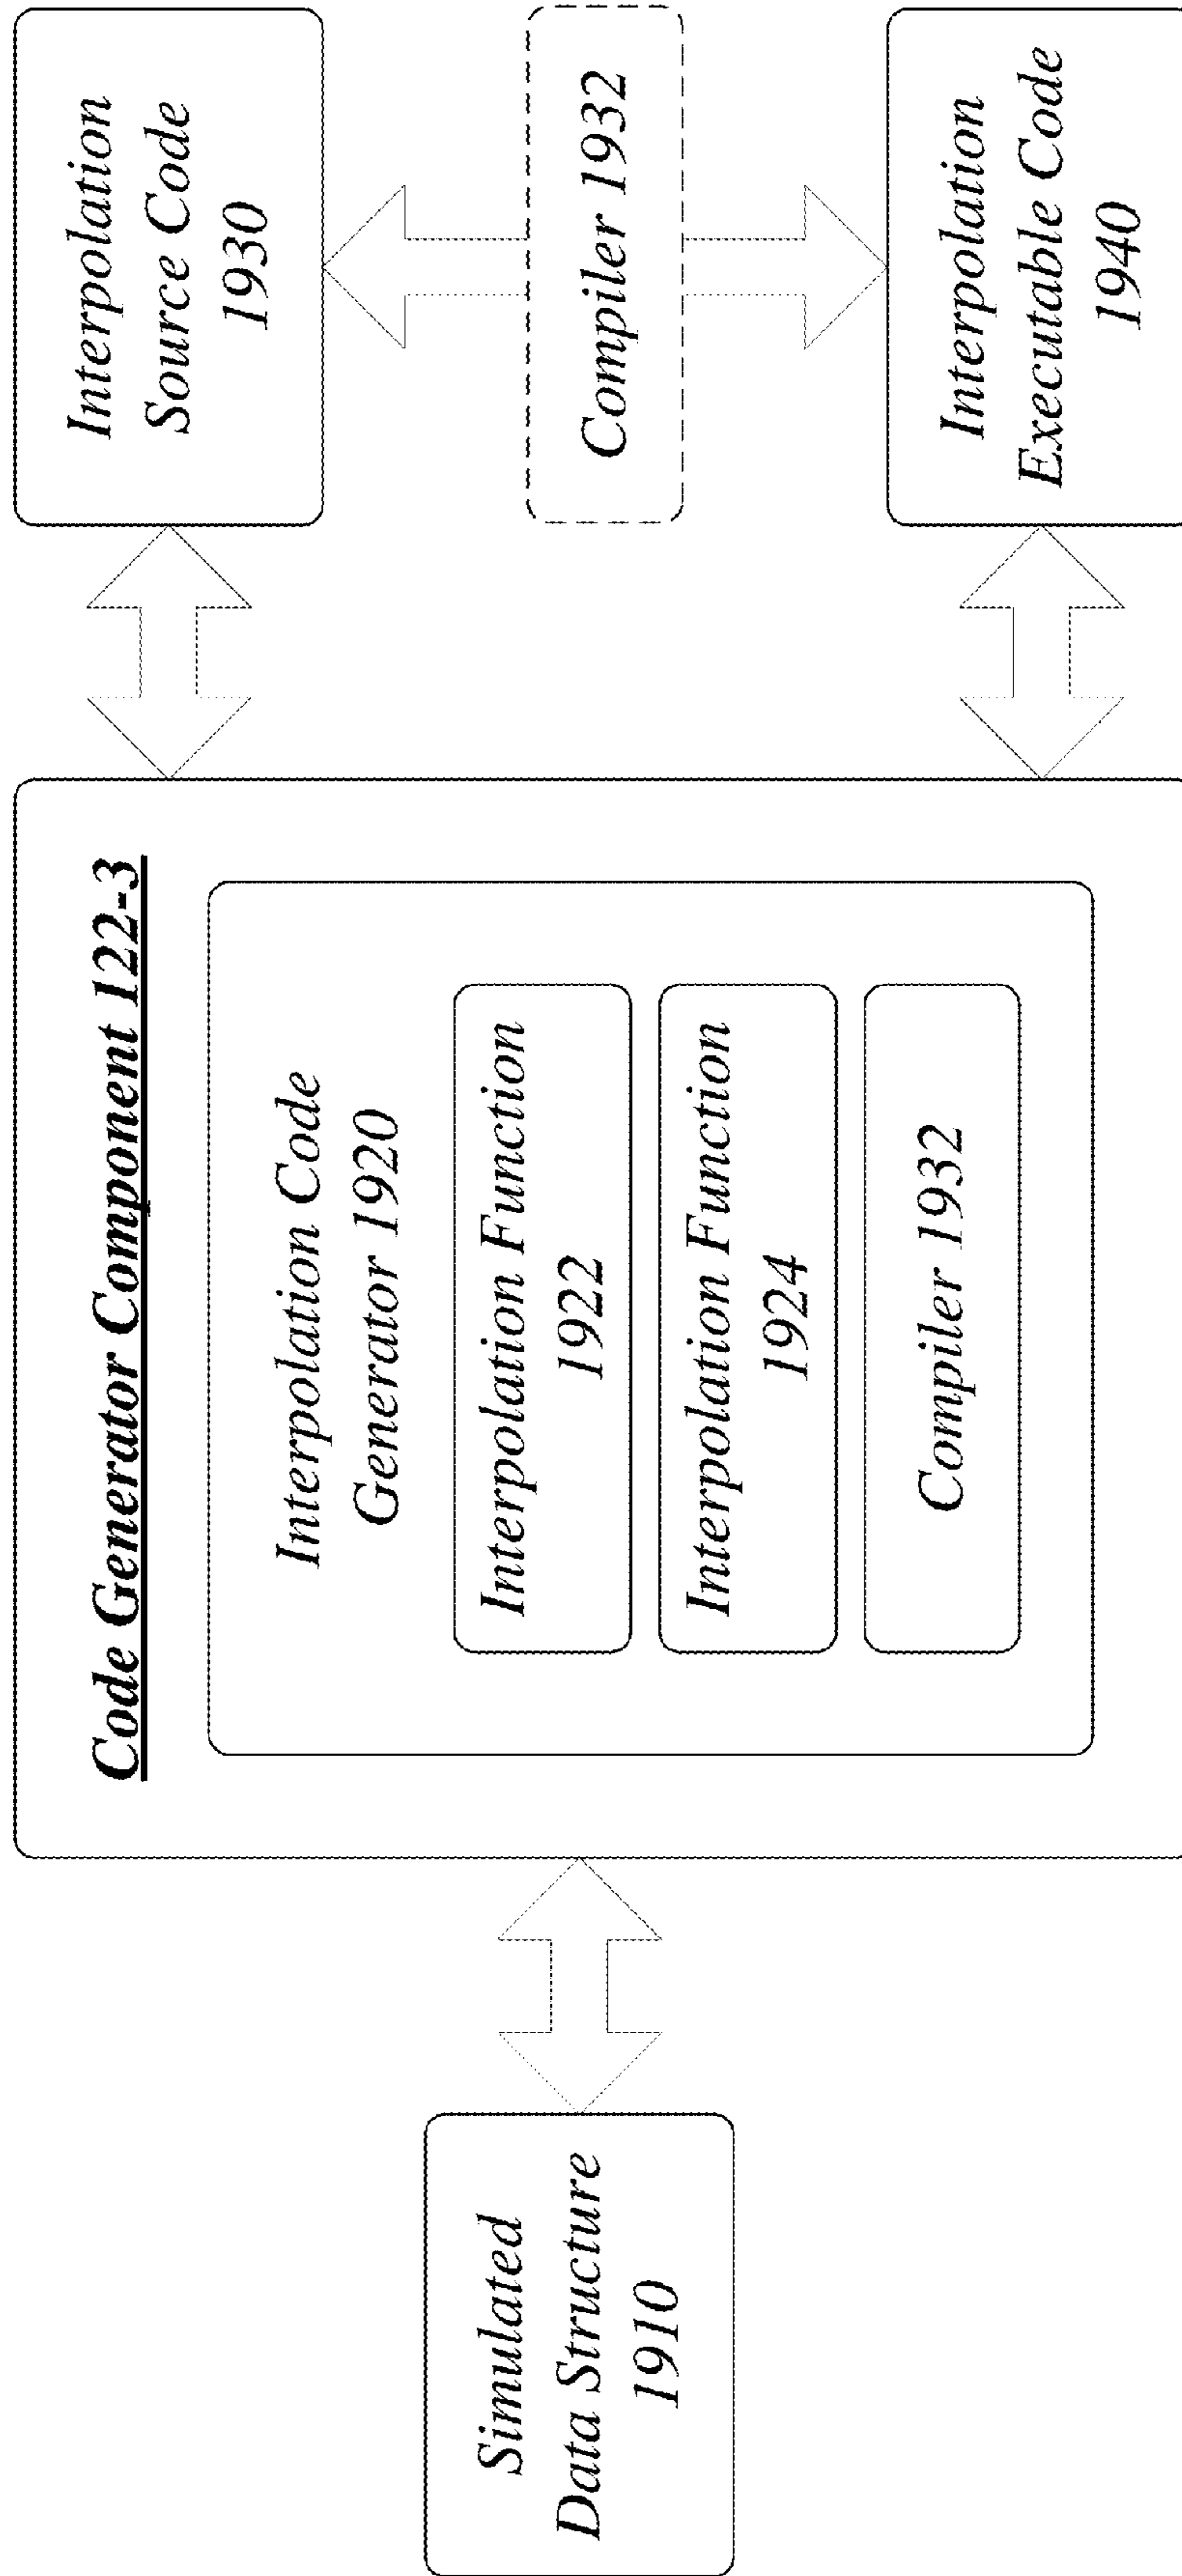 Simulated
Data Structure
1910
Code Generator Component 122-3
Interpolation Code
Generator 1920
Interpolation Function
1922
Interpolation Function
1924
Compiler 1932
Interpolation
Source Code
1930
Compiler 1932
Interpolation
Executable Code
1940